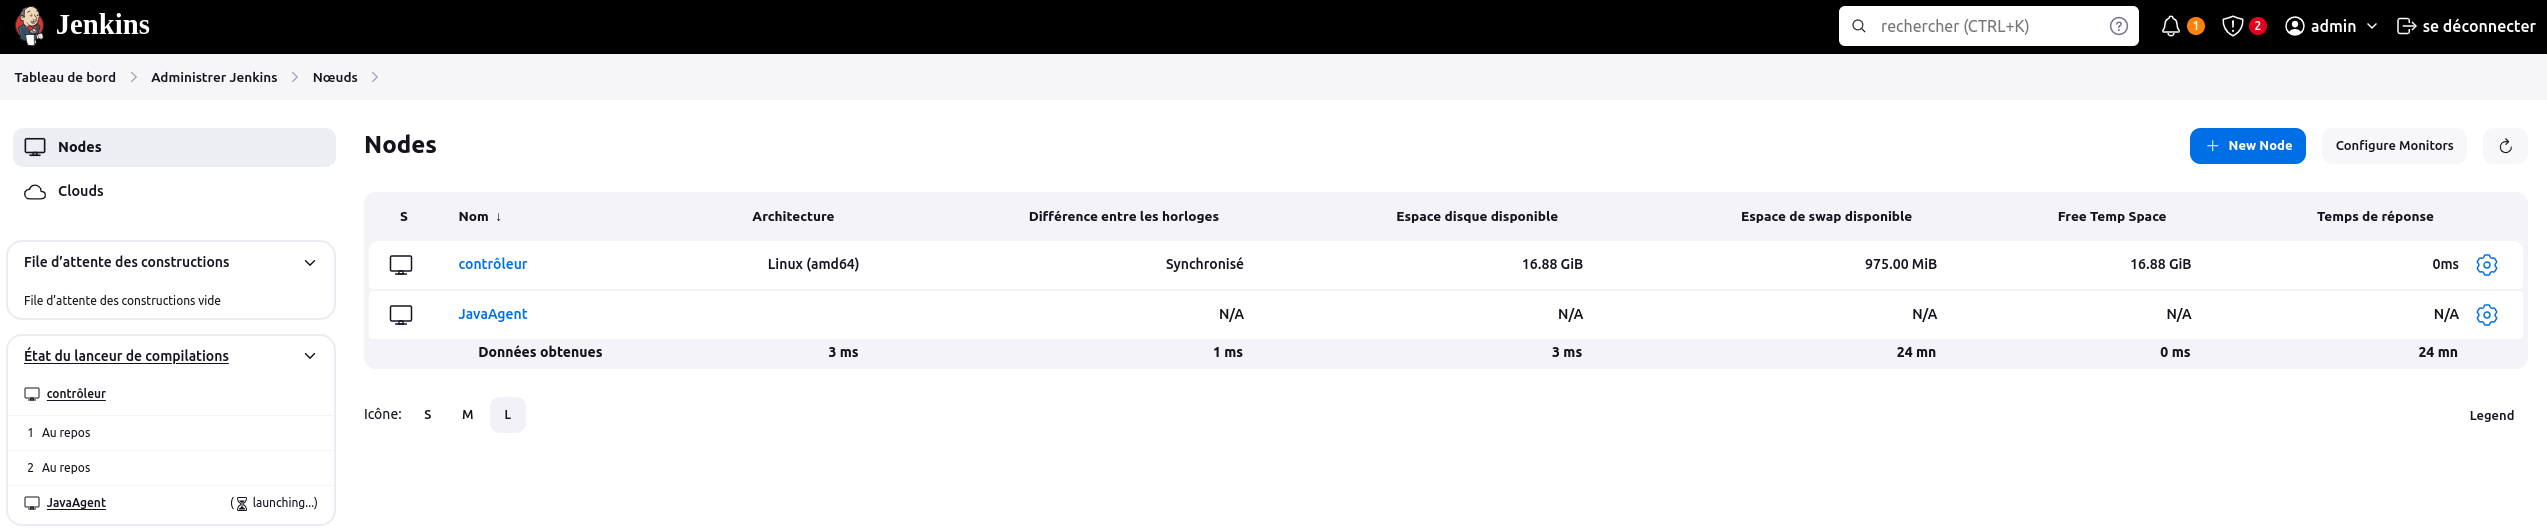 Jenkins
rechercher (CTRL+K)
1
2
admin
se déconnecter
Tableau de bord
Administrer Jenkins
Nœuds
Nodes
Clouds
File d’attente des constructions
File d’attente des constructions vide
État du lanceur de compilations
contrôleur
1 Au repos
2 Au repos
JavaAgent ( launching...)
Nodes
New Node
Configure Monitors
S Nom ↓ Architecture Différence entre les horloges Espace disque disponible Espace de swap disponible Free Temp Space Temps de réponse
contrôleur Linux (amd64) Synchronisé 16.88 GiB 975.00 MiB 16.88 GiB 0ms
JavaAgent N/A N/A N/A N/A N/A
Données obtenues 3 ms 1 ms 3 ms 24 mn 0 ms 24 mn
Icône: S M L
Legend